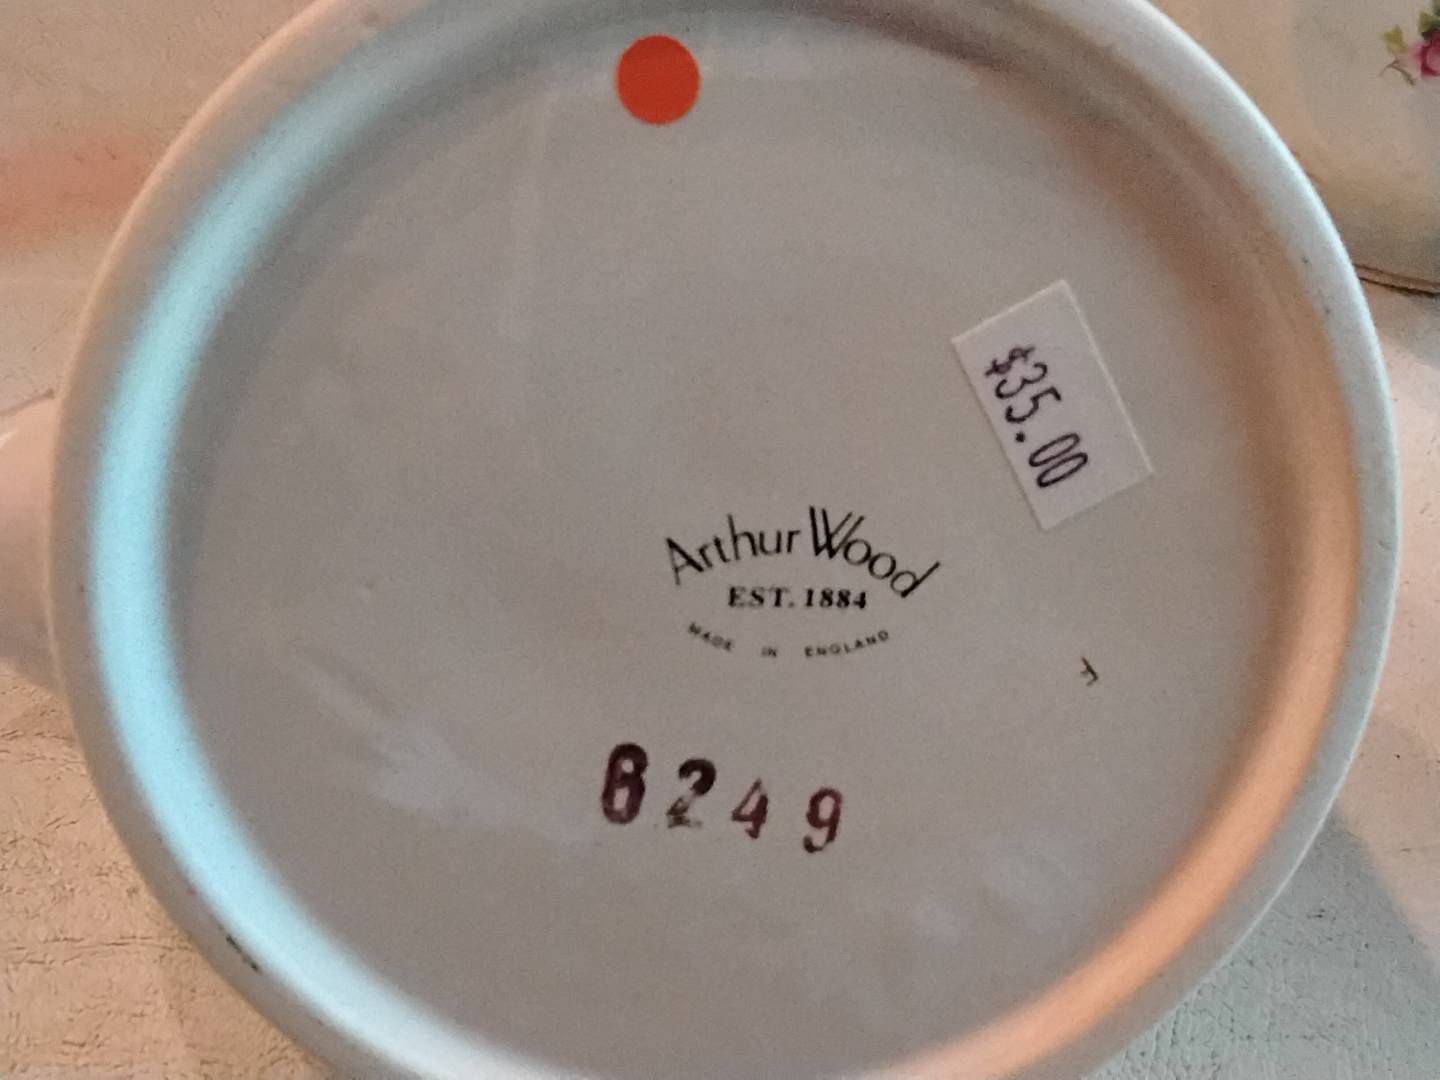 $35.00
Arthur Wood
EST. 1884
MADE IN ENGLAND
6249